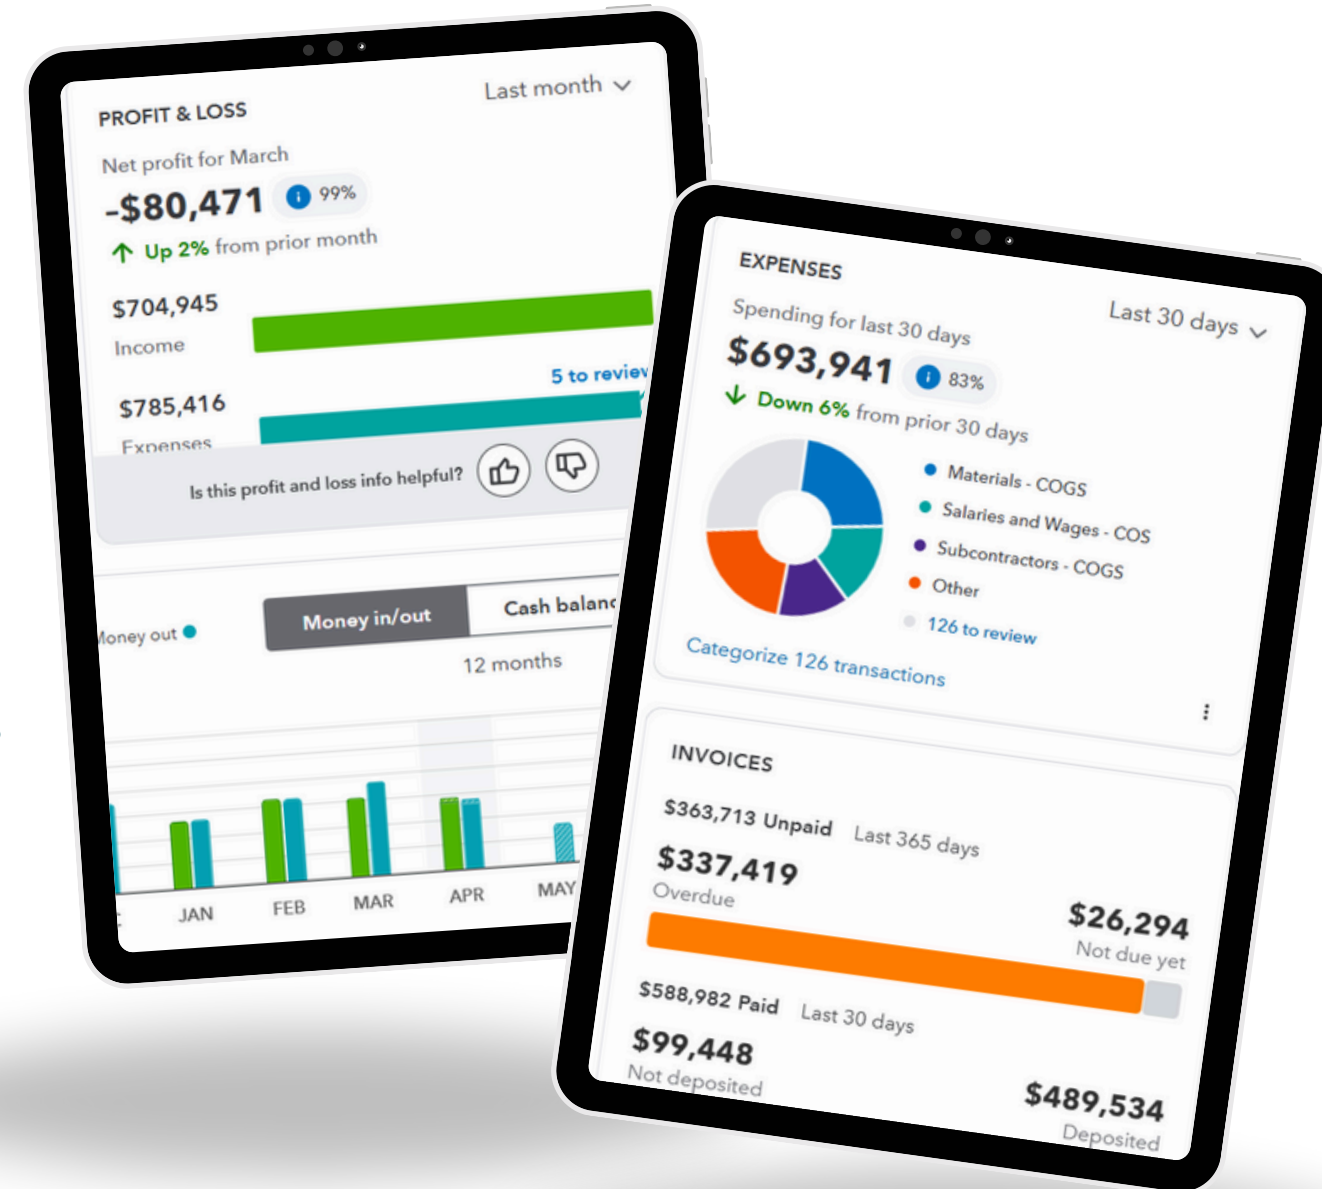 PROFIT & LOSS
Last month
Net profit for March
-$80,471
99%
Up 2% from prior month
$704,945
Income
5 to review
$785,416
Expenses
Is this profit and loss info helpful?
Money out
Money in/out
Cash balanc
12 months
JAN
FEB
MAR
APR
MAY
EXPENSES
Last 30 days
Spending for last 30 days
$693,941
83%
Down 6% from prior 30 days
Materials - COGS
Salaries and Wages - COS
Subcontractors - COGS
Other
126 to review
Categorize 126 transactions
INVOICES
$363,713 Unpaid Last 365 days
$337,419
Overdue
$26,294
Not due yet
$588,982 Paid Last 30 days
$99,448
Not deposited
$489,534
Deposited